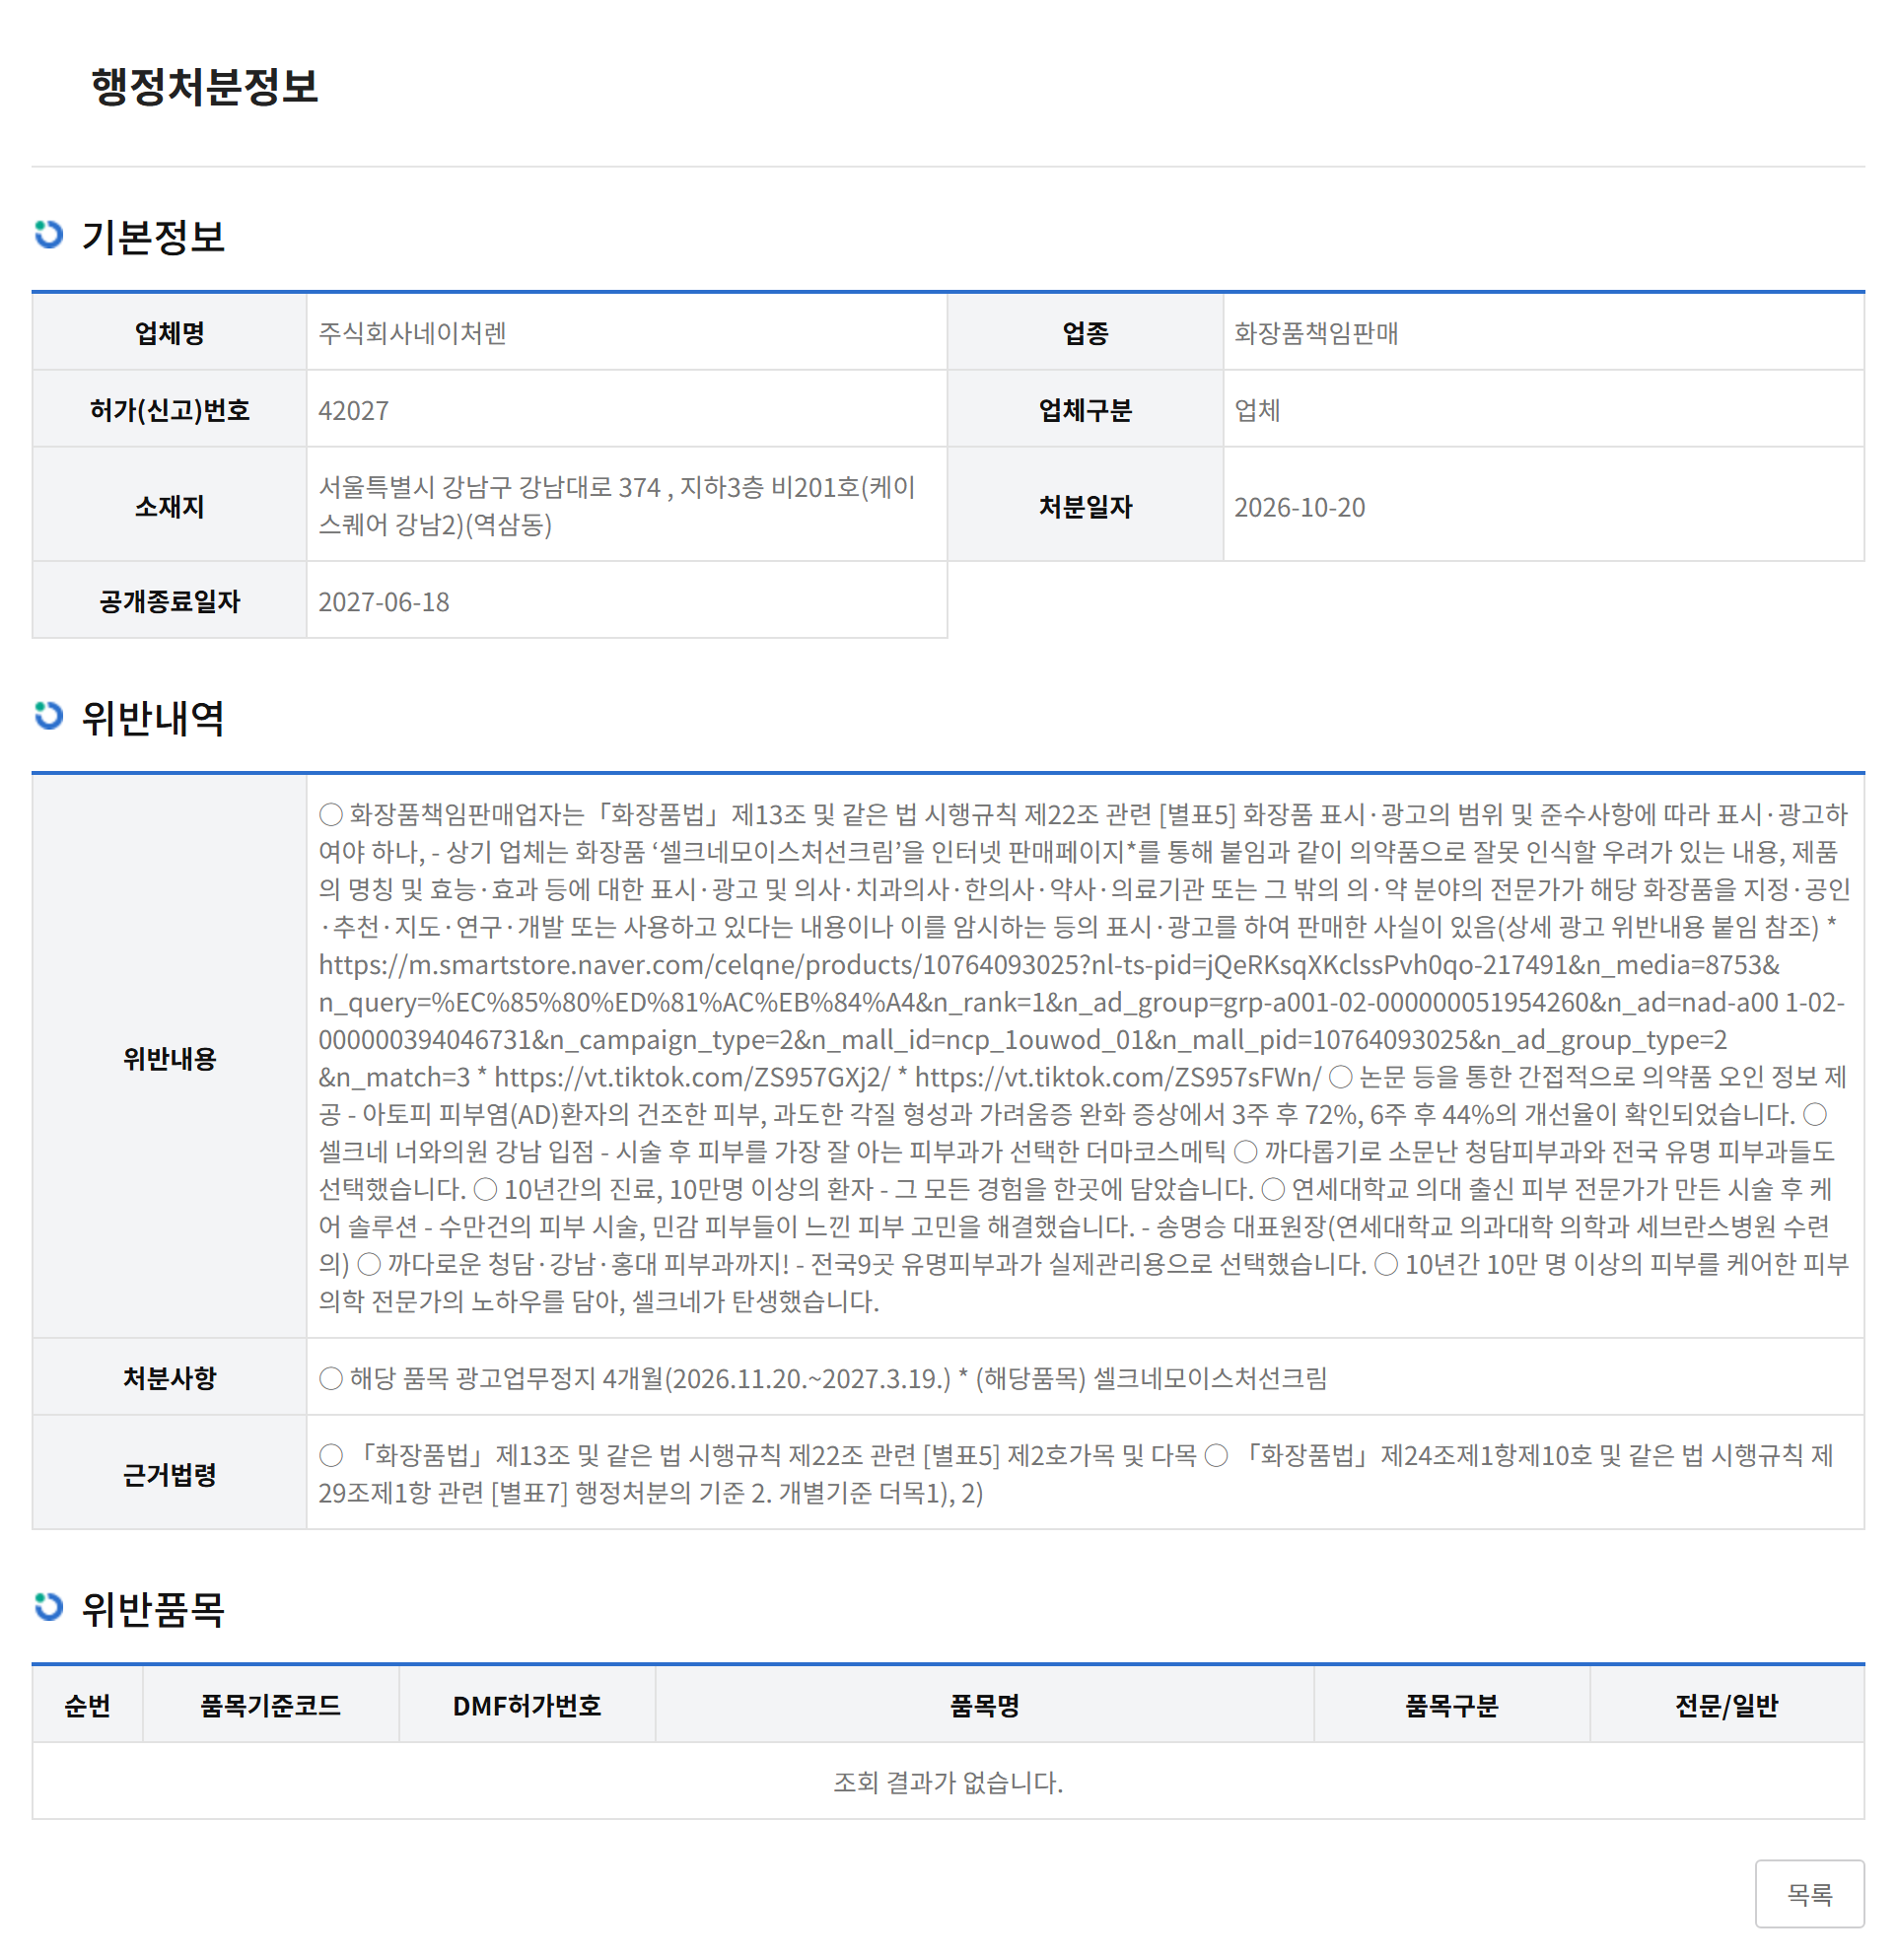 행정처분정보
기본정보
업체명 주식회사네이처렌 업종 화장품책임판매
허가(신고)번호 42027 업체구분 업체
소재지 서울특별시 강남구 강남대로 374 , 지하3층 비201호(케이
스퀘어 강남2)(역삼동) 처분일자 2026-10-20
공개종료일자 2027-06-18
위반내역
위반내용
○ 화장품책임판매업자는「화장품법」제13조 및 같은 법 시행규칙 제22조 관련 [별표5] 화장품 표시·광고의 범위 및 준수사항에 따라 표시·광고하
여야 하나, - 상기 업체는 화장품 ‘셀크네모이스처선크림’을 인터넷 판매페이지*를 통해 붙임과 같이 의약품으로 잘못 인식할 우려가 있는 내용, 제품
의 명칭 및 효능·효과 등에 대한 표시·광고 및 의사·치과의사·한의사·약사·의료기관 또는 그 밖의 의·약 분야의 전문가가 해당 화장품을 지정·공인
·추천·지도·연구·개발 또는 사용하고 있다는 내용이나 이를 암시하는 등의 표시·광고를 하여 판매한 사실이 있음(상세 광고 위반내용 붙임 참조) *
https://m.smartstore.naver.com/celqne/products/10764093025?nl-ts-pid=jQeRKsqXKclssPvh0qo-217491&n_media=8753&
n_query=%EC%85%80%ED%81%AC%EB%84%A4&n_rank=1&n_ad_group=grp-a001-02-000000051954260&n_ad=nad-a00 1-02-
000000394046731&n_campaign_type=2&n_mall_id=ncp_1ouwod_01&n_mall_pid=10764093025&n_ad_group_type=2
&n_match=3 * https://vt.tiktok.com/ZS957GXj2/ * https://vt.tiktok.com/ZS957sFWn/ ○ 논문 등을 통한 간접적으로 의약품 오인 정보 제
공 - 아토피 피부염(AD)환자의 건조한 피부, 과도한 각질 형성과 가려움증 완화 증상에서 3주 후 72%, 6주 후 44%의 개선율이 확인되었습니다. ○
셀크네 너와의원 강남 입점 - 시술 후 피부를 가장 잘 아는 피부과가 선택한 더마코스메틱 ○ 까다롭기로 소문난 청담피부과와 전국 유명 피부과들도
선택했습니다. ○ 10년간의 진료, 10만명 이상의 환자 - 그 모든 경험을 한곳에 담았습니다. ○ 연세대학교 의대 출신 피부 전문가가 만든 시술 후 케
어 솔루션 - 수만건의 피부 시술, 민감 피부들이 느낀 피부 고민을 해결했습니다. - 송명승 대표원장(연세대학교 의과대학 의학과 세브란스병원 수련
의) ○ 까다로운 청담·강남·홍대 피부과까지! - 전국9곳 유명피부과가 실제관리용으로 선택했습니다. ○ 10년간 10만 명 이상의 피부를 케어한 피부
의학 전문가의 노하우를 담아, 셀크네가 탄생했습니다.
처분사항 ○ 해당 품목 광고업무정지 4개월(2026.11.20.~2027.3.19.) * (해당품목) 셀크네모이스처선크림
근거법령
○ 「화장품법」제13조 및 같은 법 시행규칙 제22조 관련 [별표5] 제2호가목 및 다목 ○ 「화장품법」제24조제1항제10호 및 같은 법 시행규칙 제
29조제1항 관련 [별표7] 행정처분의 기준 2. 개별기준 더목1), 2)
위반품목
순번 품목기준코드 DMF허가번호 품목명 품목구분 전문/일반
조회 결과가 없습니다.
목록